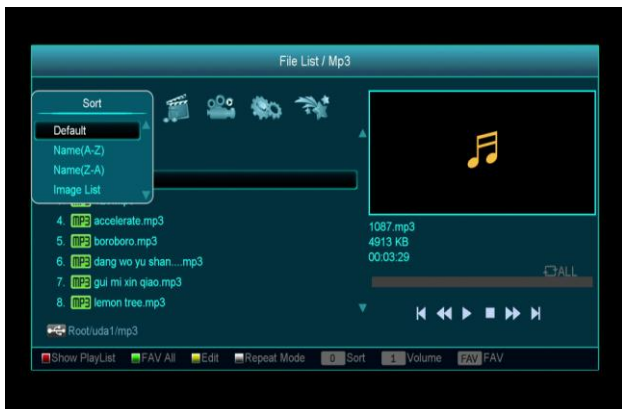 File List / Mp3
Sort
Default
Name(A-Z)
Name(Z-A)
Image List
4. MP3 accelerate.mp3
5. MP3 boroboro.mp3
6. MP3 dang wo yu shan....mp3
7. MP3 gui mi xin qiao.mp3
8. MP3 lemon tree.mp3
Root/uda1/mp3
1087.mp3
4913 KB
00:03:29
ALL
Show PlayList FAV All Edit Repeat Mode 0 Sort 1 Volume FAV FAV